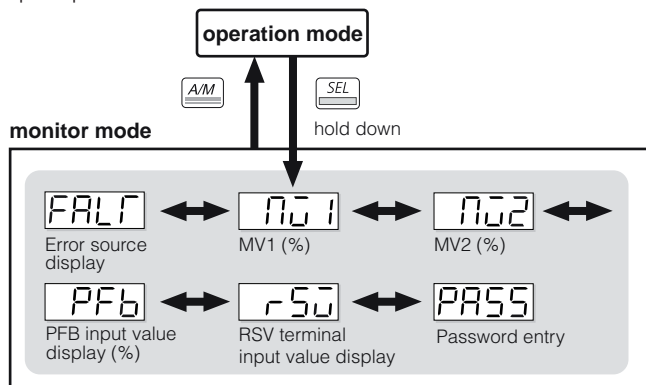 operation mode
A/M
SEL
monitor mode
hold down
FALT
MV1
MV2
Error source
display
MV1 (%)
MV2 (%)
PFb
rSV
PASS
PFB input value
display (%)
RSV terminal
input value display
Password entry